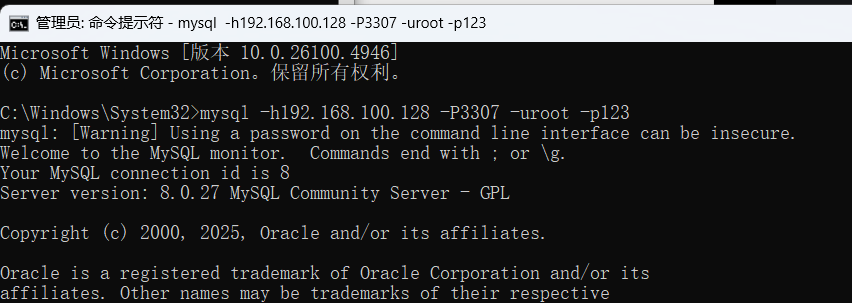 管理员: 命令提示符 - mysql  -h192.168.100.128 -P3307 -uroot -p123
Microsoft Windows [版本 10.0.26100.4946]
(c) Microsoft Corporation。保留所有权利。
C:\Windows\System32>mysql -h192.168.100.128 -P3307 -uroot -p123
mysql: [Warning] Using a password on the command line interface can be insecure.
Welcome to the MySQL monitor.  Commands end with ; or \g.
Your MySQL connection id is 8
Server version: 8.0.27 MySQL Community Server - GPL
Copyright (c) 2000, 2025, Oracle and/or its affiliates.
Oracle is a registered trademark of Oracle Corporation and/or its
affiliates. Other names may be trademarks of their respective